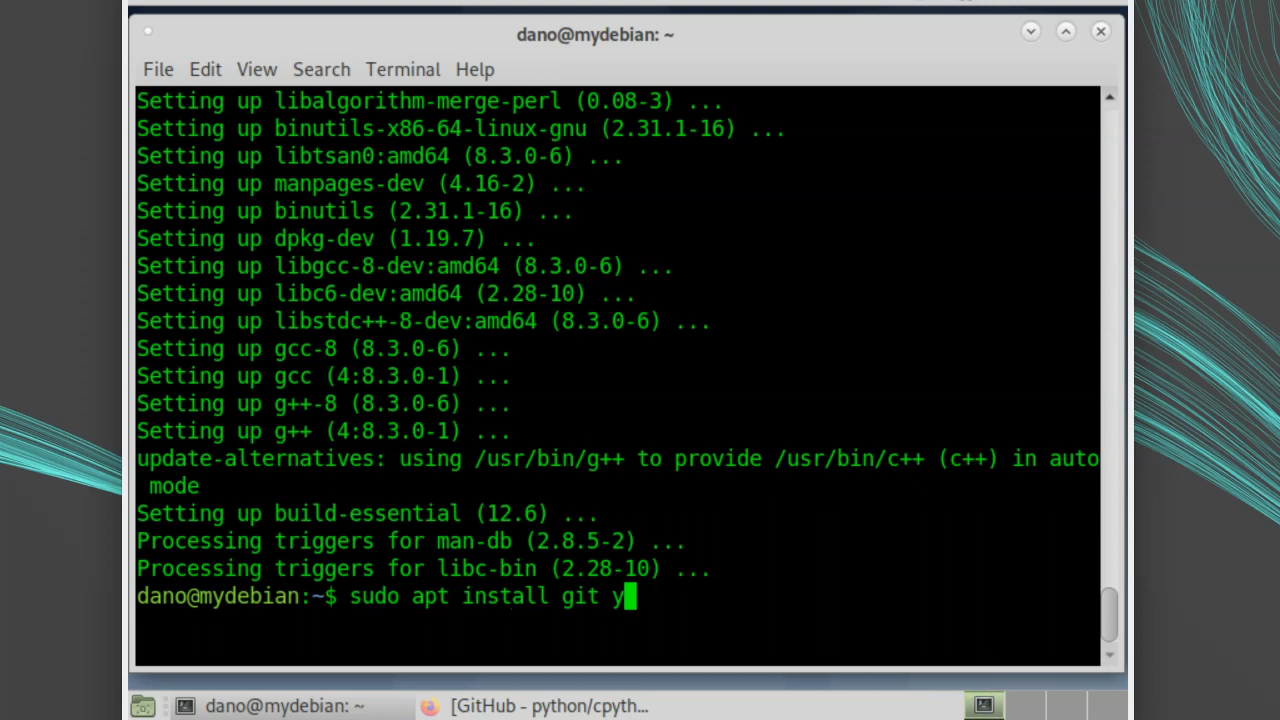 dano@mydebian: ~
File Edit View Search Terminal Help
Setting up libalgorithm-merge-perl (0.08-3) ...
Setting up binutils-x86-64-linux-gnu (2.31.1-16) ...
Setting up libtsan0:amd64 (8.3.0-6) ...
Setting up manpages-dev (4.16-2) ...
Setting up binutils (2.31.1-16) ...
Setting up dpkg-dev (1.19.7) ...
Setting up libgcc-8-dev:amd64 (8.3.0-6) ...
Setting up libc6-dev:amd64 (2.28-10) ...
Setting up libstdc++-8-dev:amd64 (8.3.0-6) ...
Setting up gcc-8 (8.3.0-6) ...
Setting up gcc (4:8.3.0-1) ...
Setting up g++-8 (8.3.0-6) ...
Setting up g++ (4:8.3.0-1) ...
update-alternatives: using /usr/bin/g++ to provide /usr/bin/c++ (c++) in auto
mode
Setting up build-essential (12.6) ...
Processing triggers for man-db (2.8.5-2) ...
Processing triggers for libc-bin (2.28-10) ...
dano@mydebian:~$ sudo apt install git y
dano@mydebian: ~ [GitHub - python/cpyth...